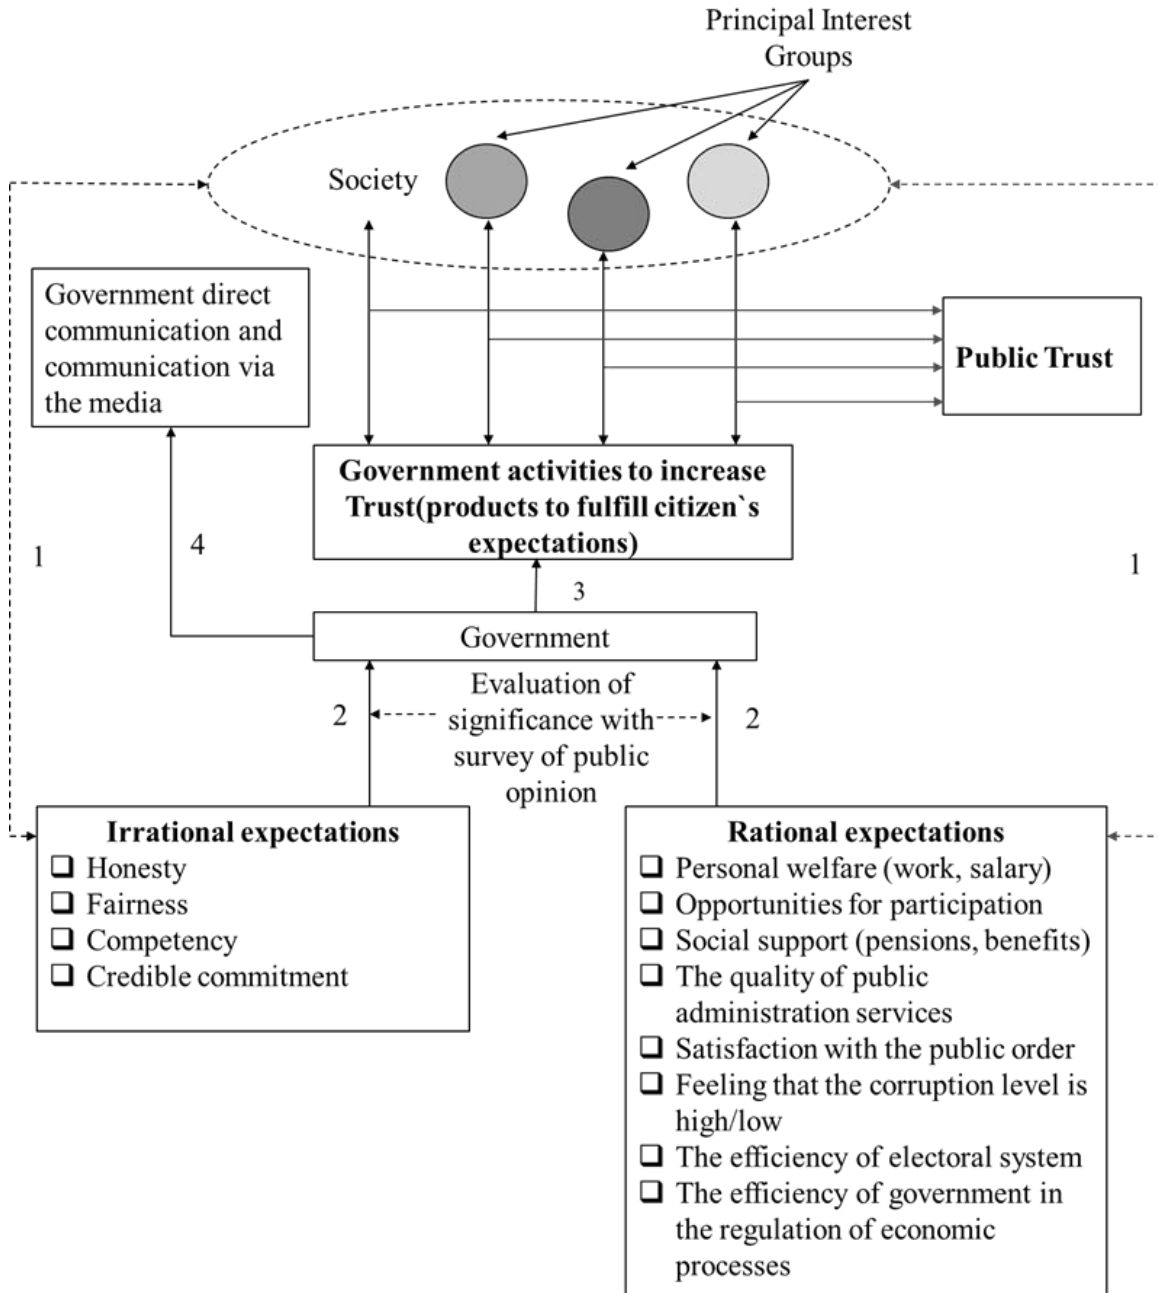 Principal Interest
Groups
Society
Government direct
communication and
communication via
the media
Public Trust
Government activities to increase
Trust(products to fulfill citizen`s
expectations)
1
4
1
3
Government
2
Evaluation of
significance with
survey of public
opinion
2
Irrational expectations
❑ Honesty
❑ Fairness
❑ Competency
❑ Credible commitment
Rational expectations
❑ Personal welfare (work, salary)
❑ Opportunities for participation
❑ Social support (pensions, benefits)
❑ The quality of public
administration services
❑ Satisfaction with the public order
❑ Feeling that the corruption level is
high/low
❑ The efficiency of electoral system
❑ The efficiency of government in
the regulation of economic
processes